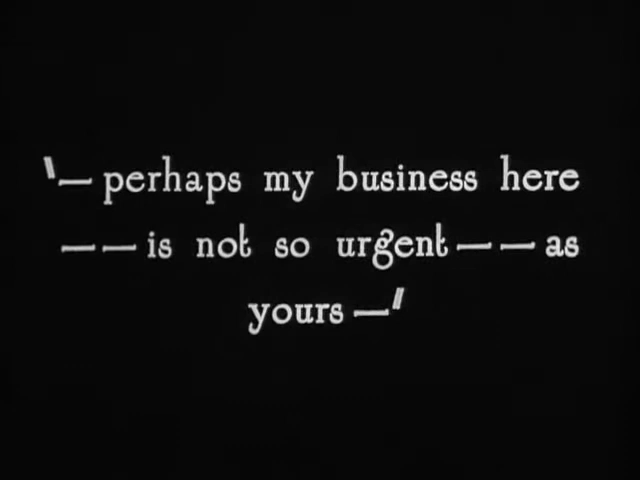 "— perhaps my business here
— — is not so urgent — — as
yours —"